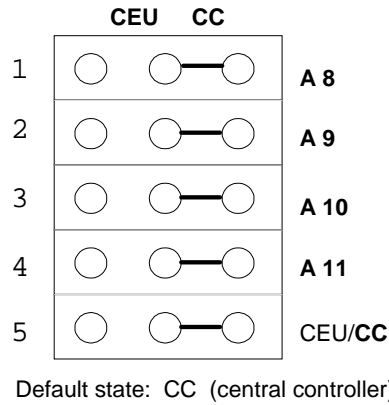 CEU CC
1 A 8
2 A 9
3 A 10
4 A 11
5 CEU/CC
Default state: CC (central controller)